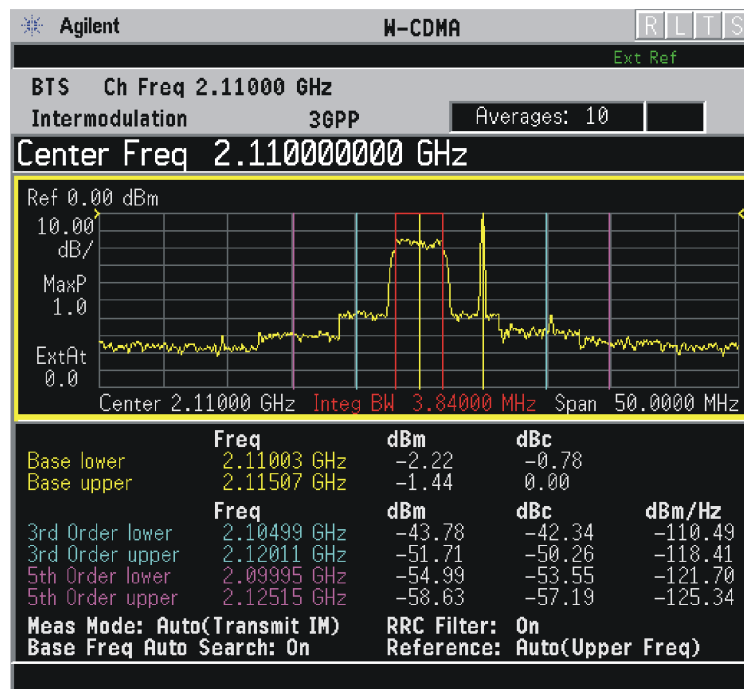 Agilent W-CDMA R L T S
Ext Ref
BTS Ch Freq 2.11000 GHz
Intermodulation 3GPP Averages: 10
Center Freq 2.110000000 GHz
Ref 0.00 dBm
10.00
dB/
MaxP
1.0
ExtAt
0.0
Center 2.11000 GHz Integ BW 3.84000 MHz Span 50.0000 MHz
Freq dBm dBc
Base lower 2.11003 GHz -2.22 -0.78
Base upper 2.11507 GHz -1.44 0.00
Freq dBm dBc dBm/Hz
3rd Order lower 2.10499 GHz -43.78 -42.34 -110.49
3rd Order upper 2.12011 GHz -51.71 -50.26 -118.41
5th Order lower 2.09995 GHz -54.99 -53.55 -121.70
5th Order upper 2.12515 GHz -58.63 -57.19 -125.34
Meas Mode: Auto(Transmit IM) RRC Filter: On
Base Freq Auto Search: On Reference: Auto(Upper Freq)